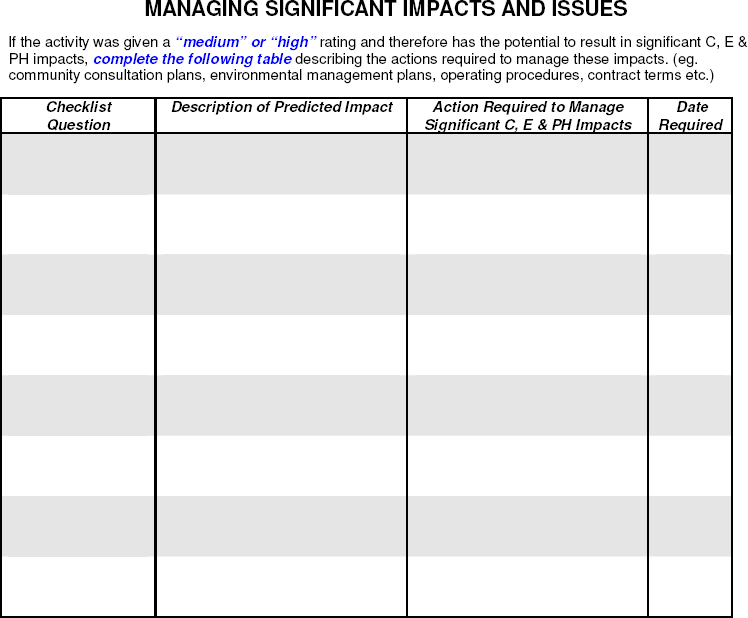 MANAGING SIGNIFICANT IMPACTS AND ISSUES
If the activity was given a “medium” or “high” rating and therefore has the potential to result in significant C, E &
PH impacts, complete the following table describing the actions required to manage these impacts. (eg.
community consultation plans, environmental management plans, operating procedures, contract terms etc.)
Checklist Question
Description of Predicted Impact
Action Required to Manage
Significant C, E & PH Impacts
Date
Required